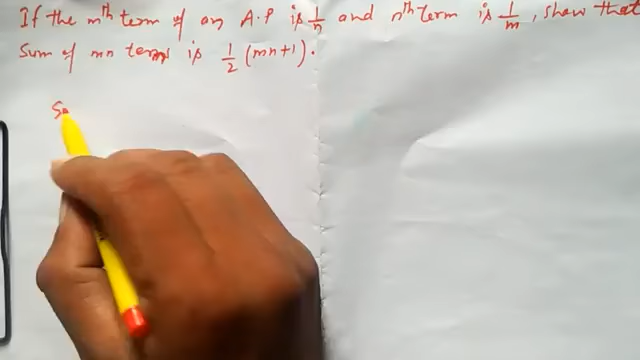 If the mth term of an A.P is 1/n and nth term is 1/m, show that
Sum of mn terms is 1/2 (mn+1).
So